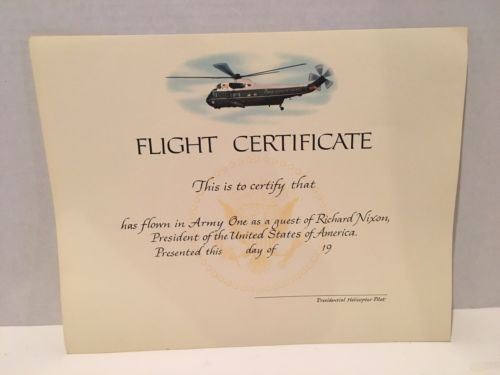 FLIGHT CERTIFICATE
This is to certify that
has flown in Army One as a guest of Richard Nixon,
President of the United States of America.
Presented this day of 19
Presidential Helicopter Pilot